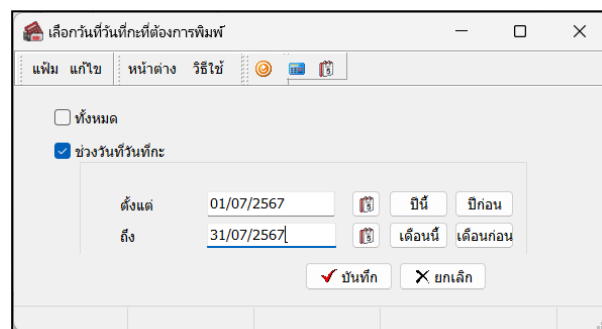 เลือกวันที่วันที่กะที่ต้องการพิมพ์
แฟ้ม แก้ไข หน้าต่าง วิธีใช้
ทั้งหมด
ช่วงวันที่วันที่กะ
ตั้งแต่ 01/07/2567 ปีนี้ ปีก่อน
ถึง 31/07/2567 เดือนนี้ เดือนก่อน
บันทึก ยกเลิก